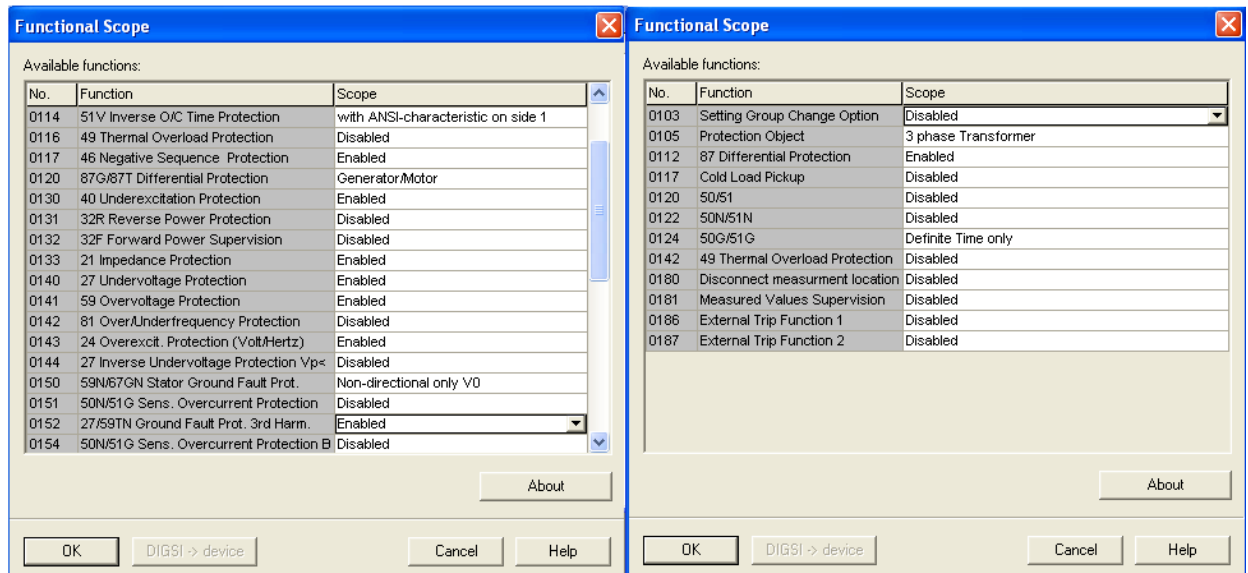 Functional Scope
Available functions:
No. Function Scope
0114 51V Inverse O/C Time Protection with ANSI-characteristic on side 1
0116 49 Thermal Overload Protection Disabled
0117 46 Negative Sequence Protection Enabled
0120 87G/87T Differential Protection Generator/Motor
0130 40 Underexcitation Protection Enabled
0131 32R Reverse Power Protection Disabled
0132 32F Forward Power Supervision Disabled
0133 21 Impedance Protection Enabled
0140 27 Undervoltage Protection Enabled
0141 59 Overvoltage Protection Enabled
0142 81 Over/Underfrequency Protection Disabled
0143 24 Overexcit. Protection (Volt/Hertz) Enabled
0144 27 Inverse Undervoltage Protection Vp< Disabled
0150 59N/67GN Stator Ground Fault Prot. Non-directional only V0
0151 50N/51G Sens. Overcurrent Protection Disabled
0152 27/59TN Ground Fault Prot. 3rd Harm. Enabled
0154 50N/51G Sens. Overcurrent Protection B Disabled
About
OK DIGSI -> device Cancel Help
Functional Scope
Available functions:
No. Function Scope
0103 Setting Group Change Option Disabled
0105 Protection Object 3 phase Transformer
0112 87 Differential Protection Enabled
0117 Cold Load Pickup Disabled
0120 50/51 Disabled
0122 50N/51N Disabled
0124 50G/51G Definite Time only
0142 49 Thermal Overload Protection Disabled
0180 Disconnect measurment location Disabled
0181 Measured Values Supervision Disabled
0186 External Trip Function 1 Disabled
0187 External Trip Function 2 Disabled
About
OK DIGSI -> device Cancel Help